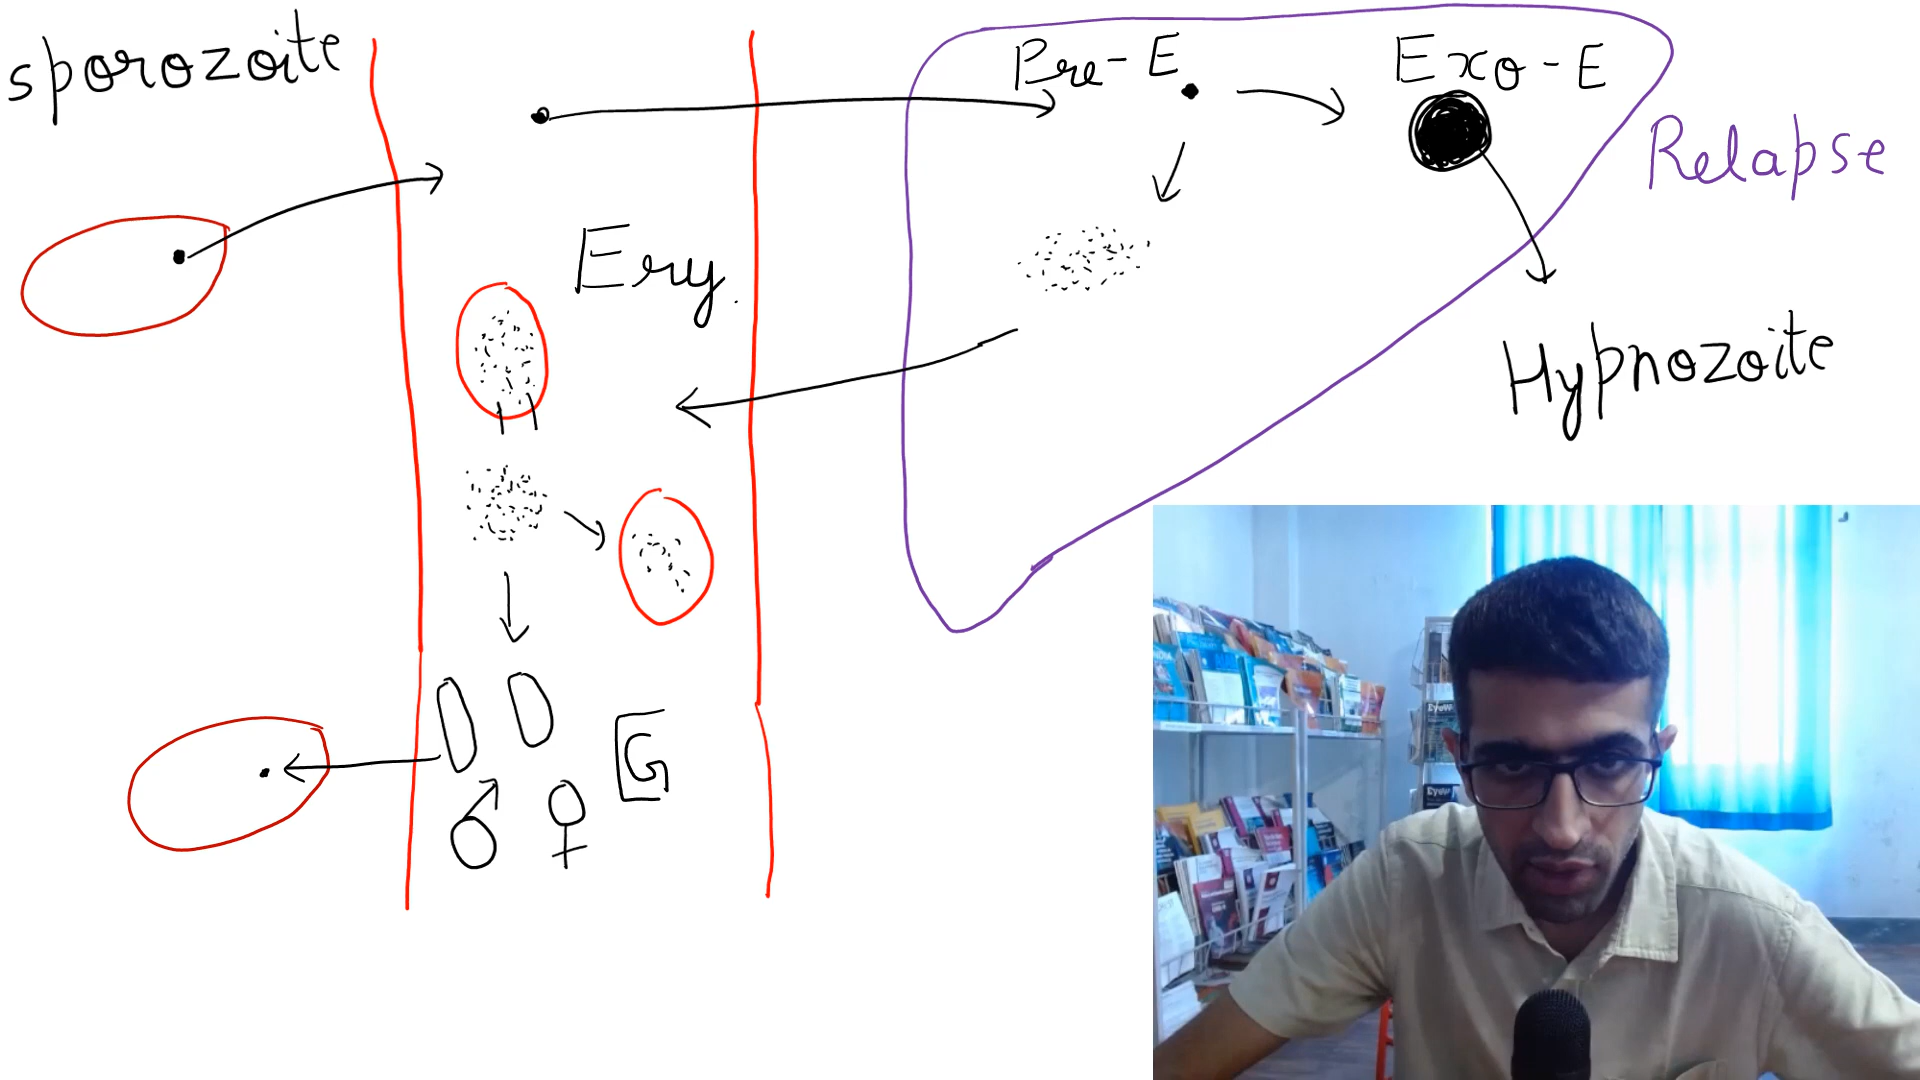 sporozoite
Pre-E
Exo-E
Relapse
Ery.
Hypnozoite
G
♂ ♀